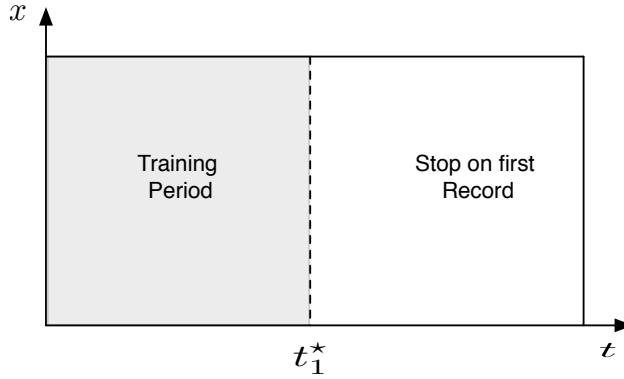 x
Training
Period
Stop on first
Record
t₁⋆
t